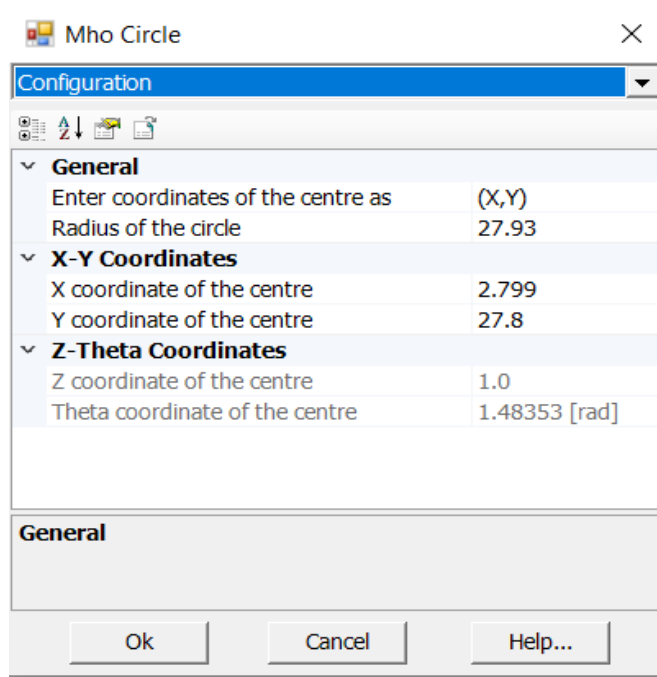 Mho Circle
Configuration
General
Enter coordinates of the centre as (X,Y)
Radius of the circle 27.93
X-Y Coordinates
X coordinate of the centre 2.799
Y coordinate of the centre 27.8
Z-Theta Coordinates
Z coordinate of the centre 1.0
Theta coordinate of the centre 1.48353 [rad]
General
Ok Cancel Help...